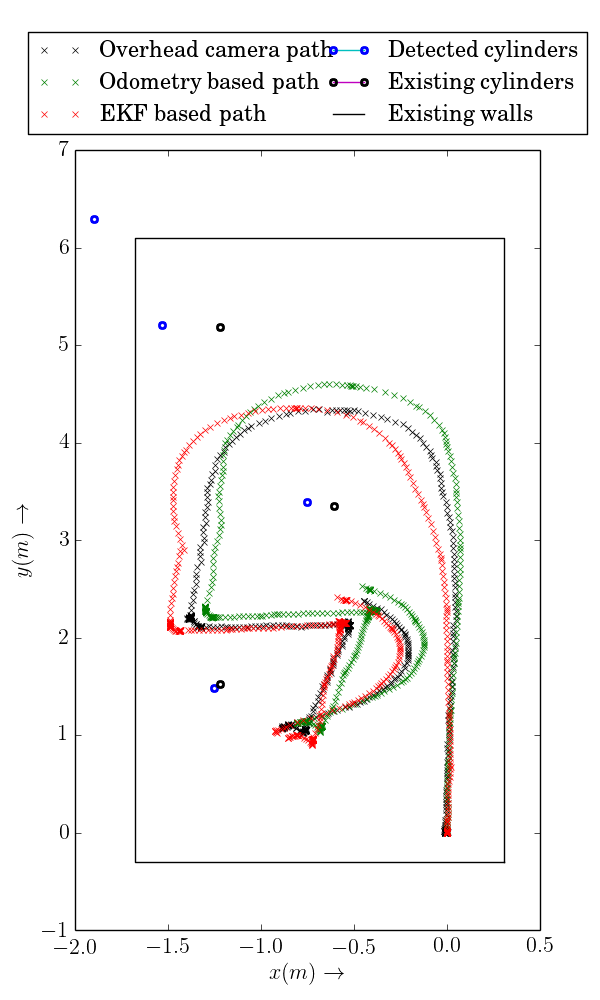 Overhead camera path
Detected cylinders
Odometry based path
Existing cylinders
EKF based path
Existing walls
7
6
5
4
3
2
1
0
−1
y(m) →
−2.0 −1.5 −1.0 −0.5 0.0 0.5
x(m) →